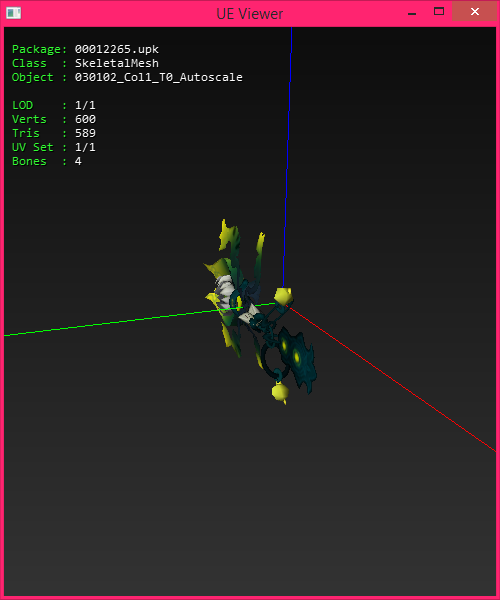 UE Viewer
Package: 00012265.upk
Class  : SkeletalMesh
Object : 030102_Col1_T0_Autoscale
LOD    : 1/1
Verts  : 600
Tris   : 589
UV Set : 1/1
Bones  : 4